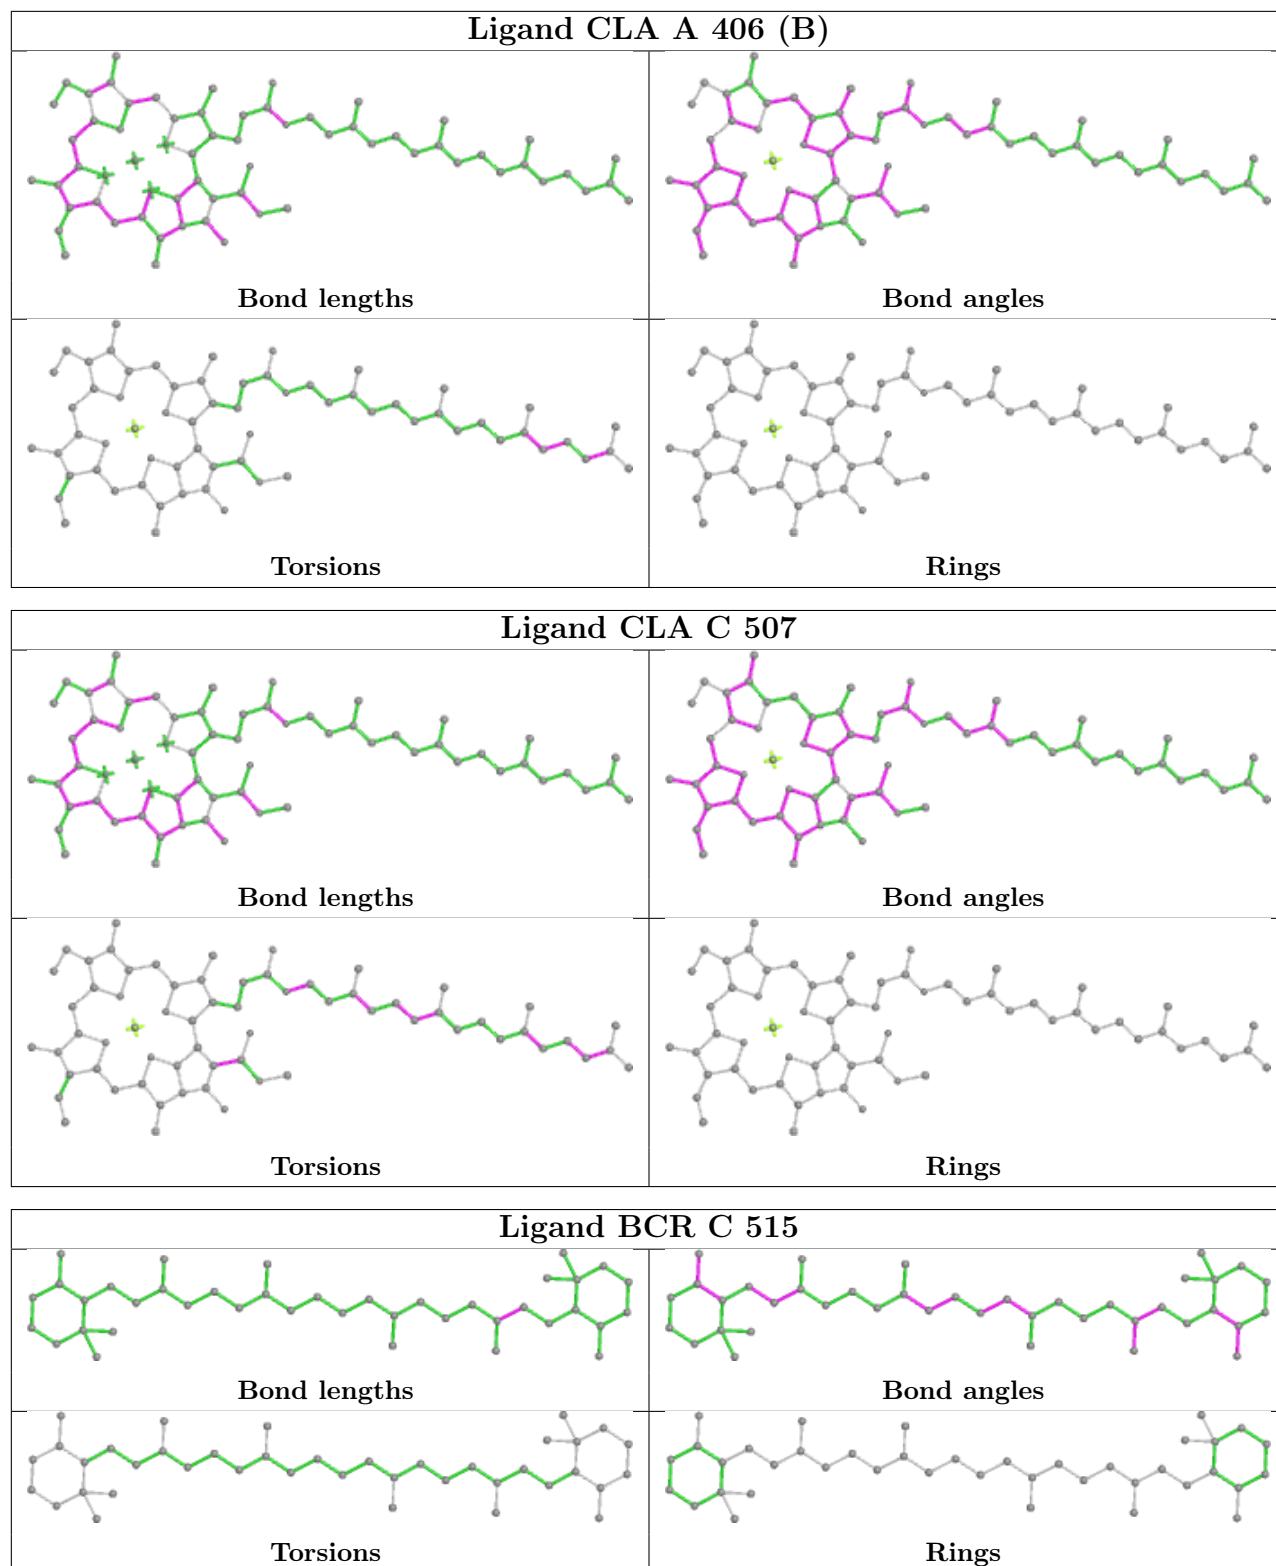 Ligand CLA A 406 (B)
Bond lengths
Bond angles
Torsions
Rings
Ligand CLA C 507
Bond lengths
Bond angles
Torsions
Rings
Ligand BCR C 515
Bond lengths
Bond angles
Torsions
Rings